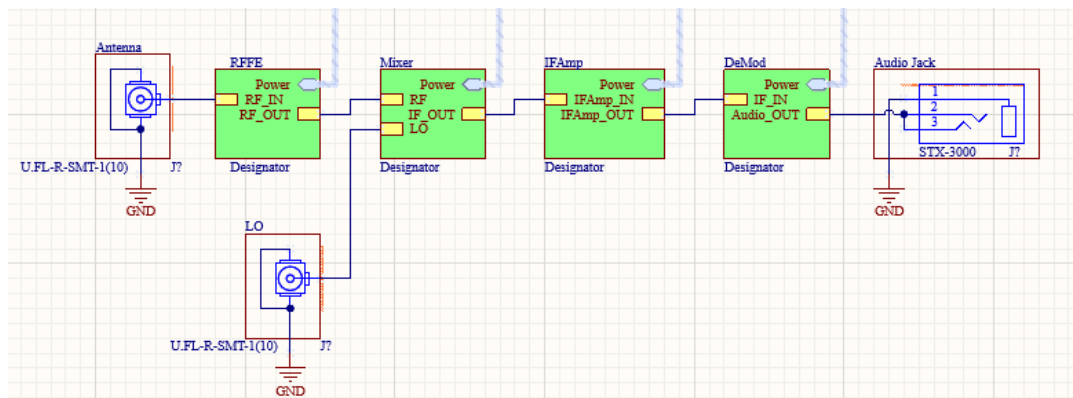 Antenna
RFFE
Mixer
IFAmp
DeMod
Audio Jack
Power
RF_IN
RF_OUT
Power
RF
IF_OUT
LO
Power
IFAmp_IN
IFAmp_OUT
Power
IF_IN
Audio_OUT
1
2
3
STX-3000
J?
U.FL-R-SMT-1(10)
J?
Designator
Designator
Designator
Designator
GND
GND
LO
U.FL-R-SMT-1(10)
J?
GND